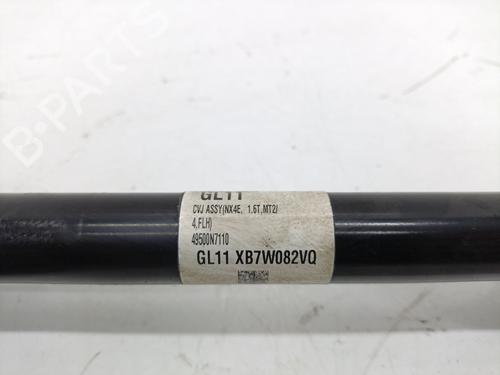 B-PARTS
GL11
CVJ ASSY(NX4E, 1.6T,MT2/
4,FLH)
49500N7110
GL11 XB7W082VQ